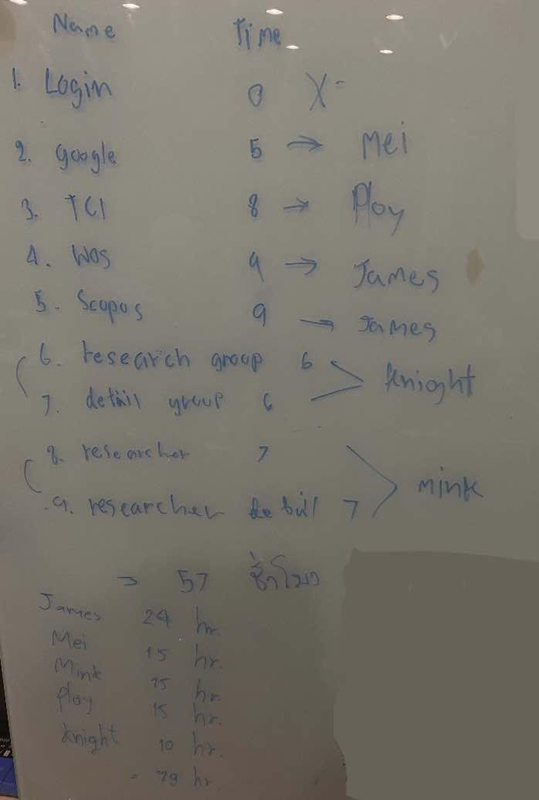 Name Time
1. Login 0 X
2. google 5 → Mei
3. TCI 8 → Ploy
4. WOS 9 → James
5. Scopus 9 → James
6. research group 6
Knight
7. detail group 6
8. researcher 7
mink
9. researcher detail 7
→ 57 ชั่วโมง
James 24 hr.
Mei 15 hr.
Mink 15 hr.
Ploy 15 hr.
Knight 10 hr.
= 79 hr.